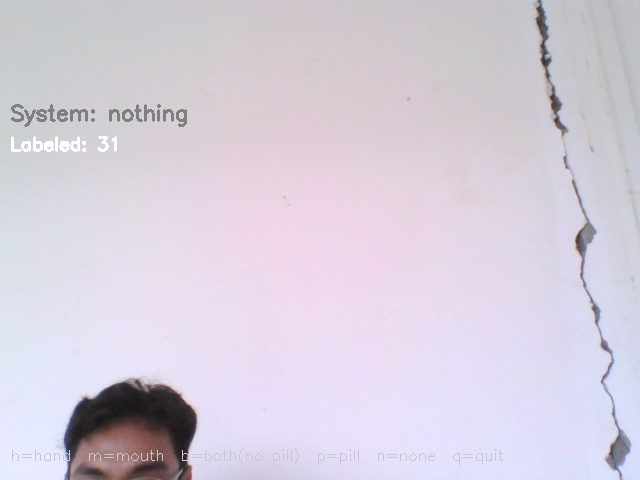 System: nothing
Labeled: 31
h=hand m=mouth b=both(no pill) p=pill n=none q=quit